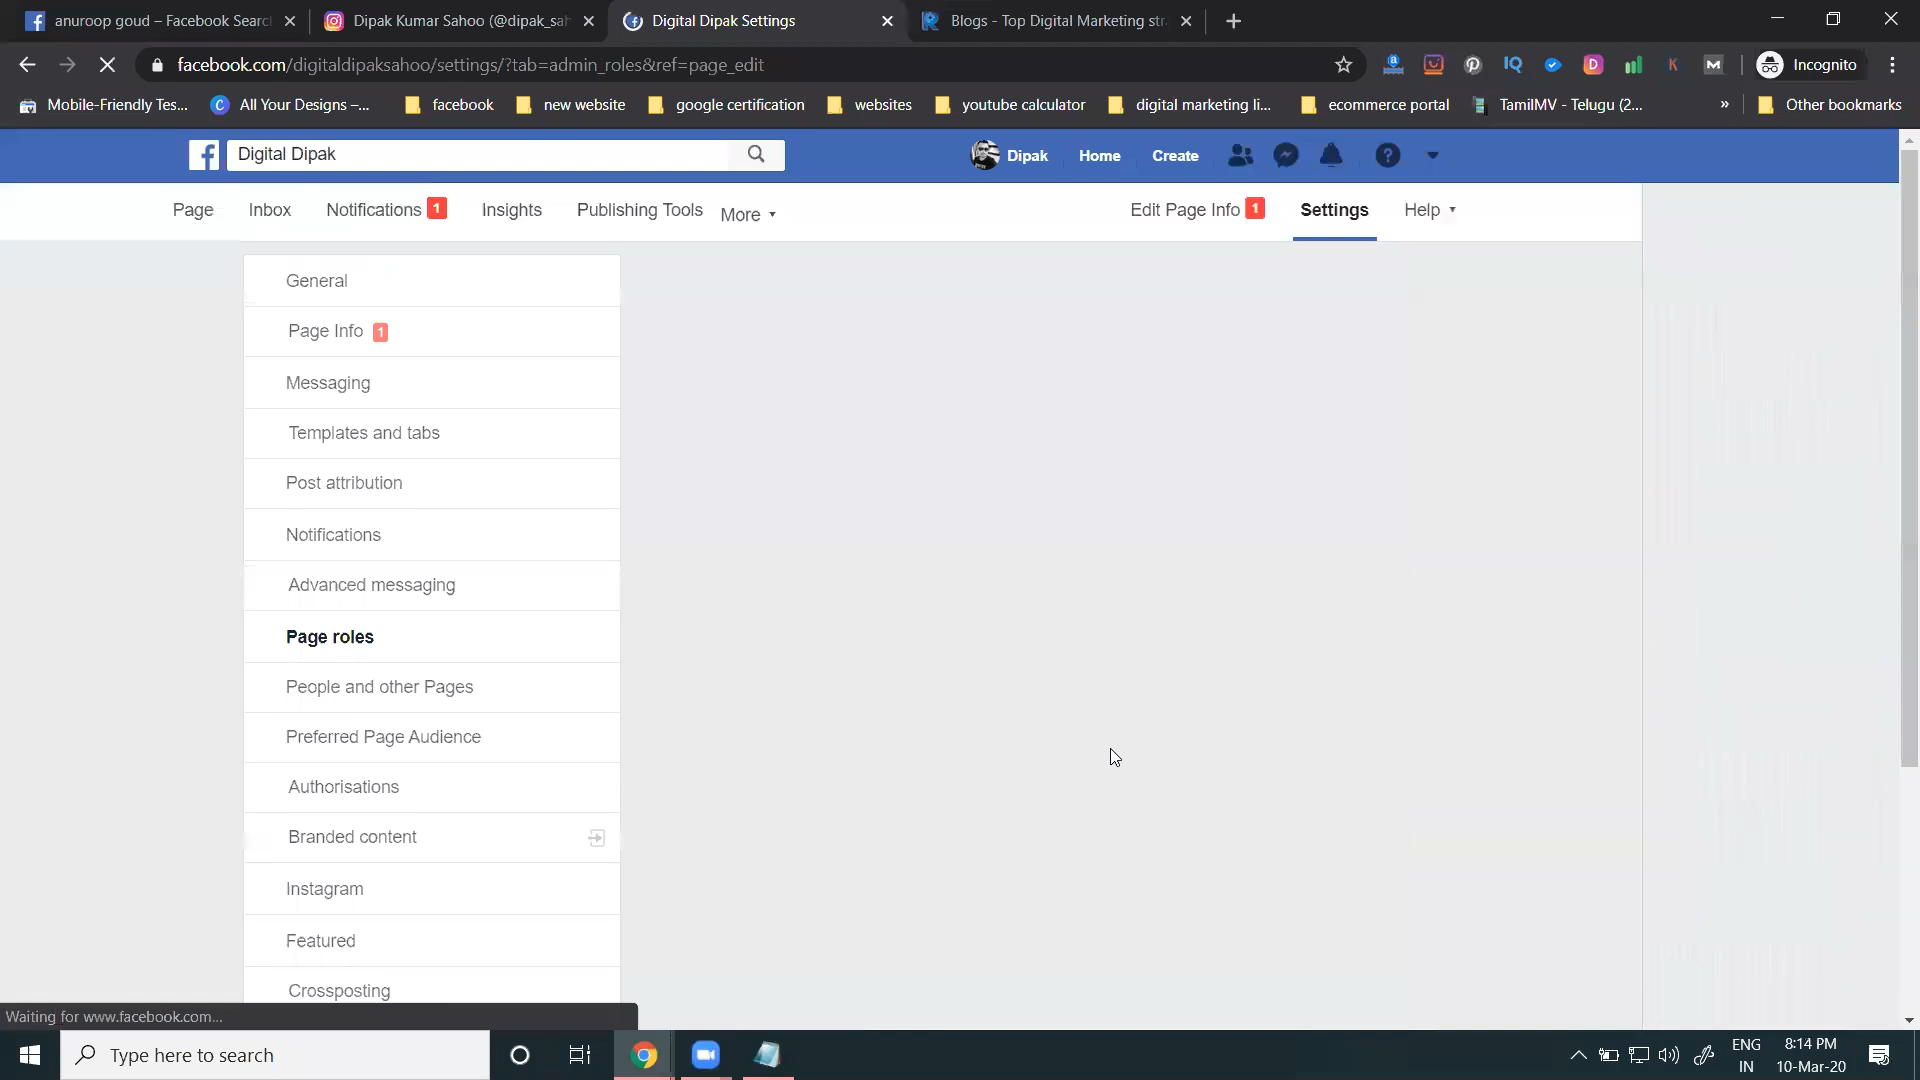 anuroop goud – Facebook Searc
Dipak Kumar Sahoo (@dipak_sah
Digital Dipak Settings
Blogs - Top Digital Marketing str
facebook.com/digitaldipaksahoo/settings/?tab=admin_roles&ref=page_edit
Incognito
Mobile-Friendly Tes...
All Your Designs –...
facebook
new website
google certification
websites
youtube calculator
digital marketing li...
ecommerce portal
TamilMV - Telugu (2...
»
Other bookmarks
Digital Dipak
Dipak
Home
Create
Page
Inbox
Notifications 1
Insights
Publishing Tools
More
Edit Page Info 1
Settings
Help
General
Page Info 1
Messaging
Templates and tabs
Post attribution
Notifications
Advanced messaging
Page roles
People and other Pages
Preferred Page Audience
Authorisations
Branded content
Instagram
Featured
Crossposting
Waiting for www.facebook.com...
Type here to search
ENG
IN
8:14 PM
10-Mar-20